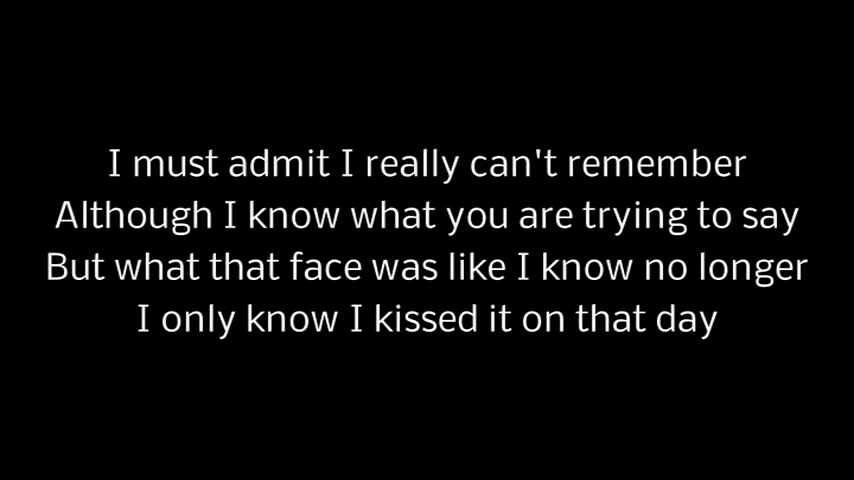 I must admit I really can't remember
Although I know what you are trying to say
But what that face was like I know no longer
I only know I kissed it on that day